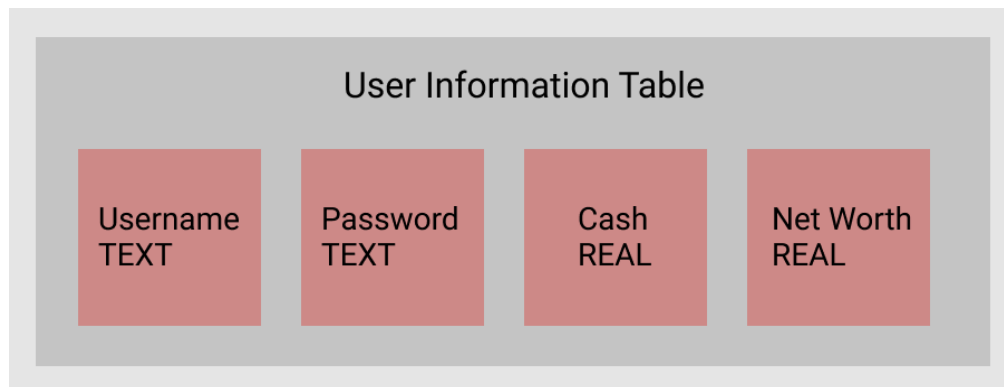 User Information Table
Username
TEXT
Password
TEXT
Cash
REAL
Net Worth
REAL